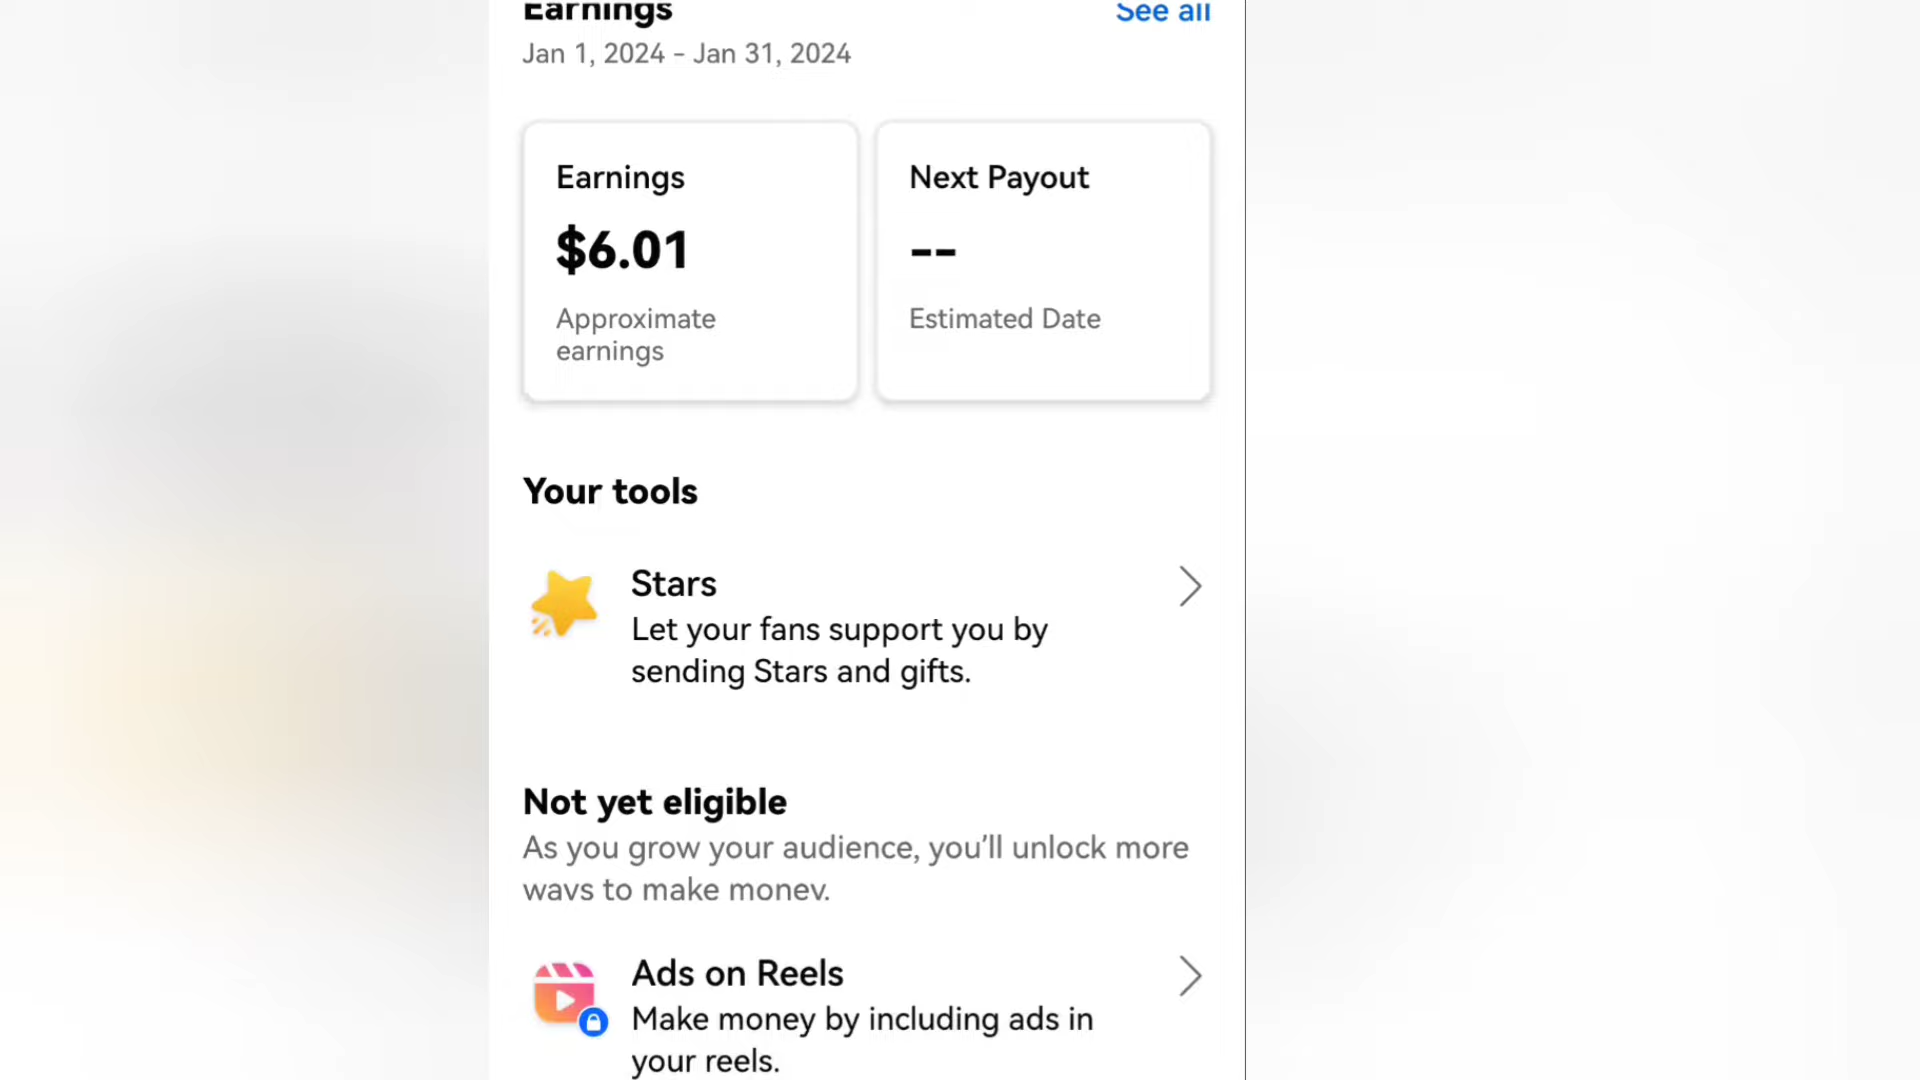 Earnings
See all
Jan 1, 2024 - Jan 31, 2024
Earnings
Next Payout
$6.01
--
Approximate
earnings
Estimated Date
Your tools
Stars
Let your fans support you by
sending Stars and gifts.
Not yet eligible
As you grow your audience, you'll unlock more
ways to make money.
Ads on Reels
Make money by including ads in
your reels.